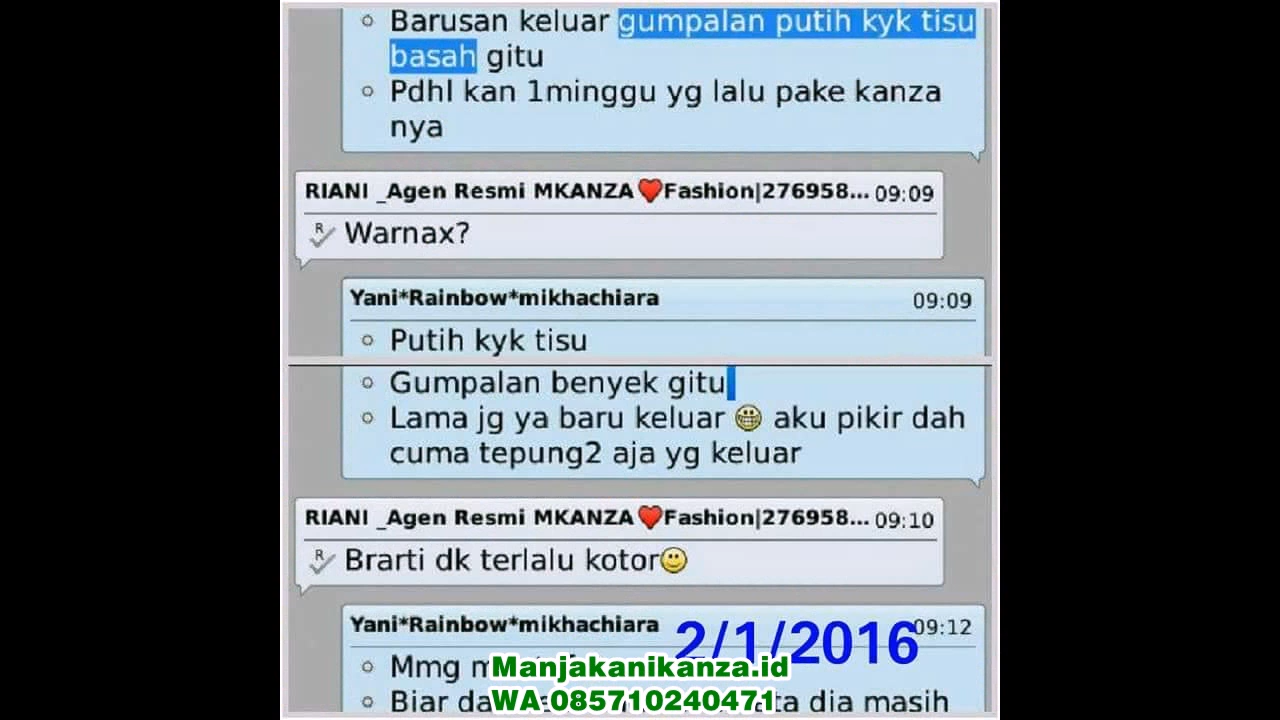 Barusan keluar gumpalan putih kyk tisu
basah gitu
Pdhl kan 1minggu yg lalu pake kanza
nya
RIANI _Agen Resmi MKANZA❤Fashion|276958... 09:09
R Warnax?
Yani*Rainbow*mikhachiara 09:09
Putih kyk tisu
Gumpalan benyek gitu
Lama jg ya baru keluar 😁 aku pikir dah
cuma tepung2 aja yg keluar
RIANI _Agen Resmi MKANZA❤Fashion|276958... 09:10
R Brarti dk terlalu kotor🙂
Yani*Rainbow*mikhachiara 09:12
2/1/2016
Mmg
Manjakanikanza.id
Biar dia masih
WA:085710240471